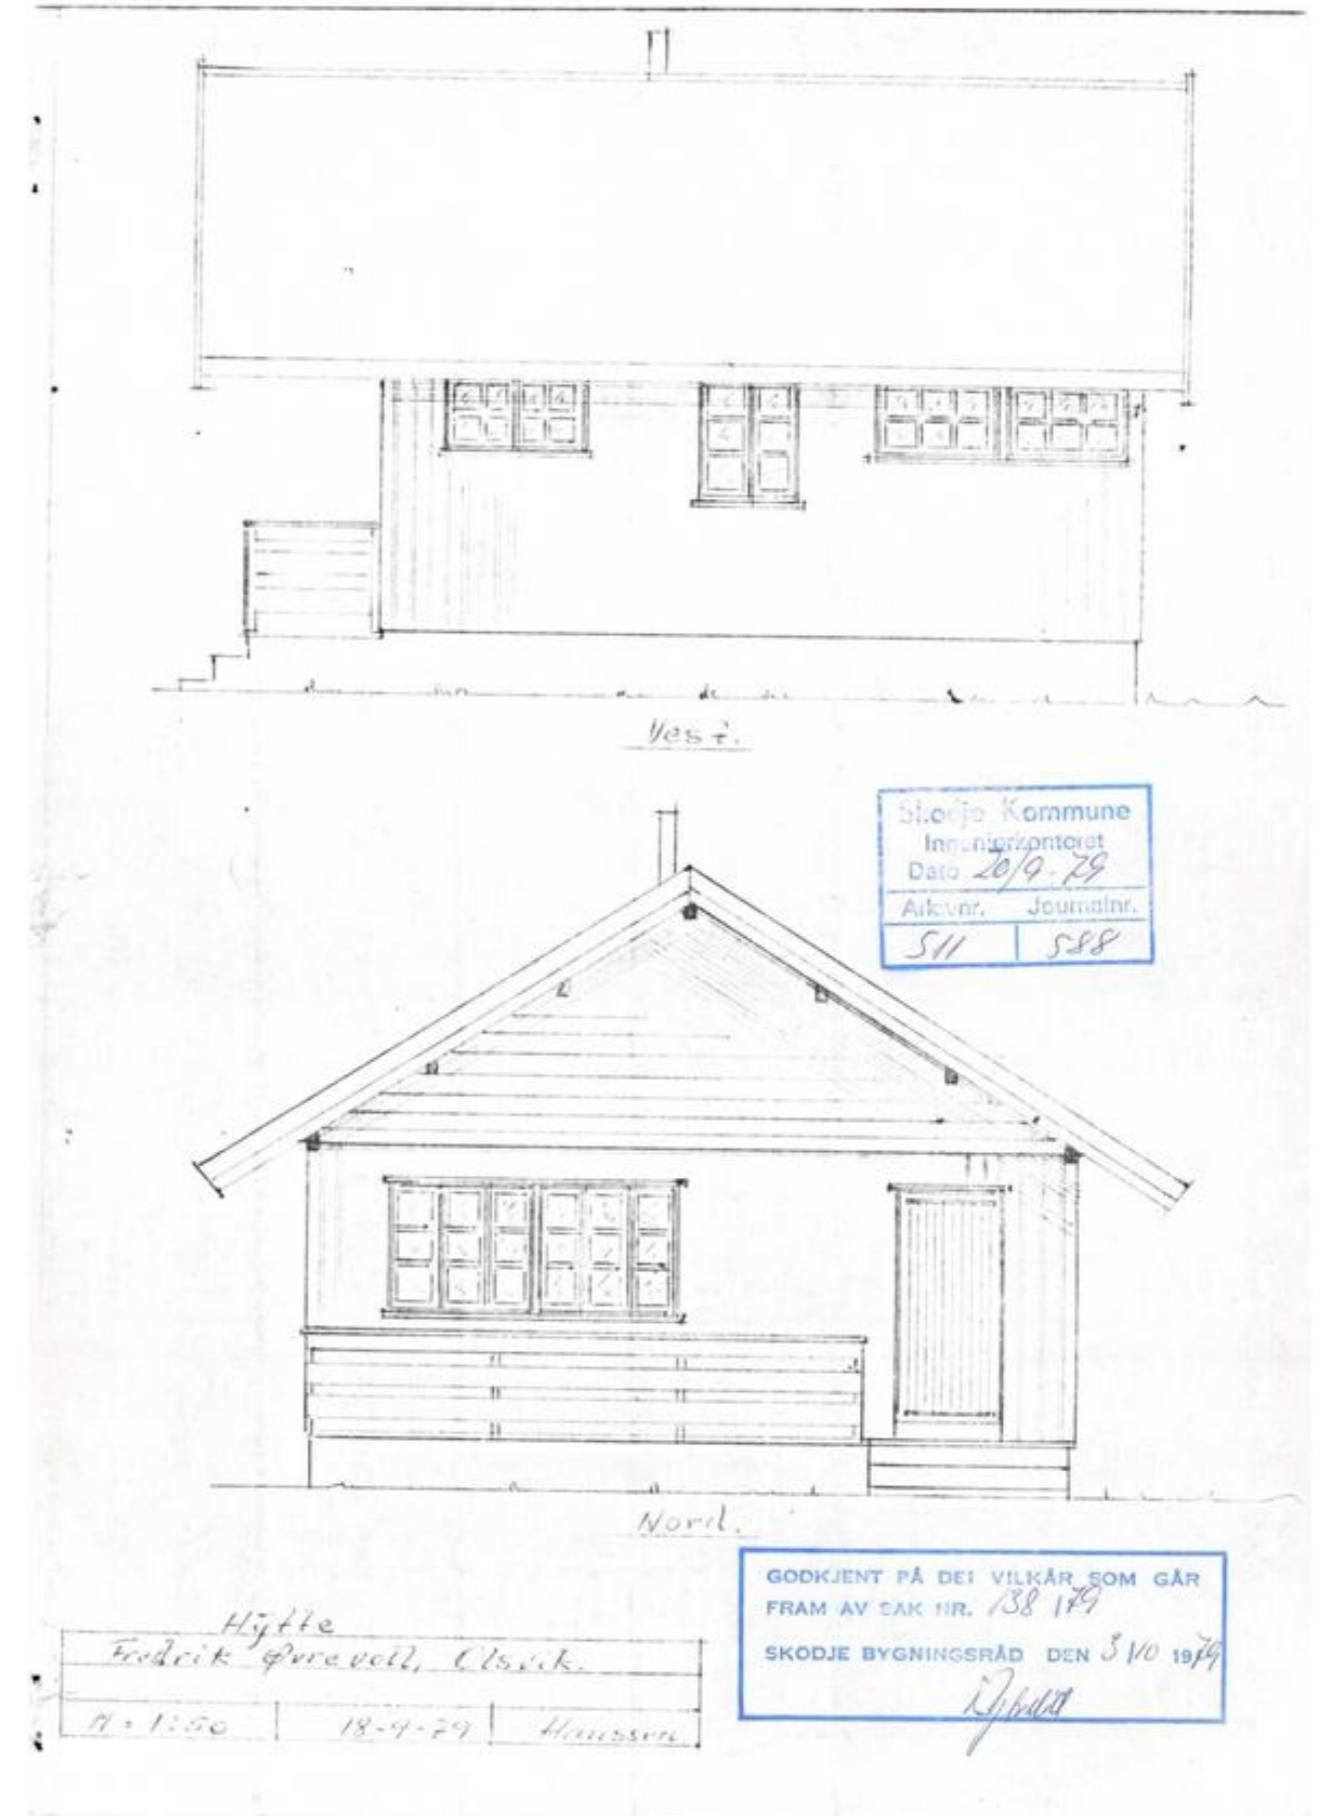 Vest.
Skodje Kommune
Ingeniørkontoret
Dato 20/9-79
Arkivnr. Journalnr.
511 588
Nord.
GODKJENT PÅ DEI VILKÅR SOM GÅR
FRAM AV SAK NR. 138 /79
SKODJE BYGNINGSRÅD DEN 3/10 1979
Hytte
Fredrik Øvrevoll,
M = 1:50 18-9-79